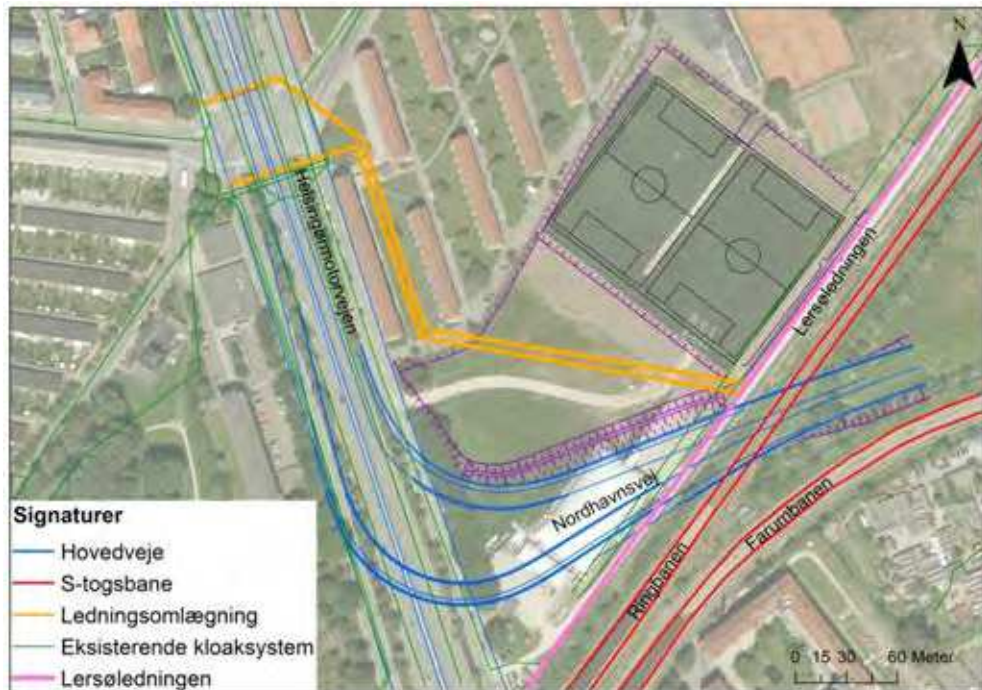 N
Helsingørmotorvejen
Lersøledningen
Nordhavnsvej
Ringbanen
Farumbanen
Signaturer
Hovedveje
S-togsbane
Ledningsomlægning
Eksisterende kloaksystem
Lersøledningen
0 15 30 60 Meter